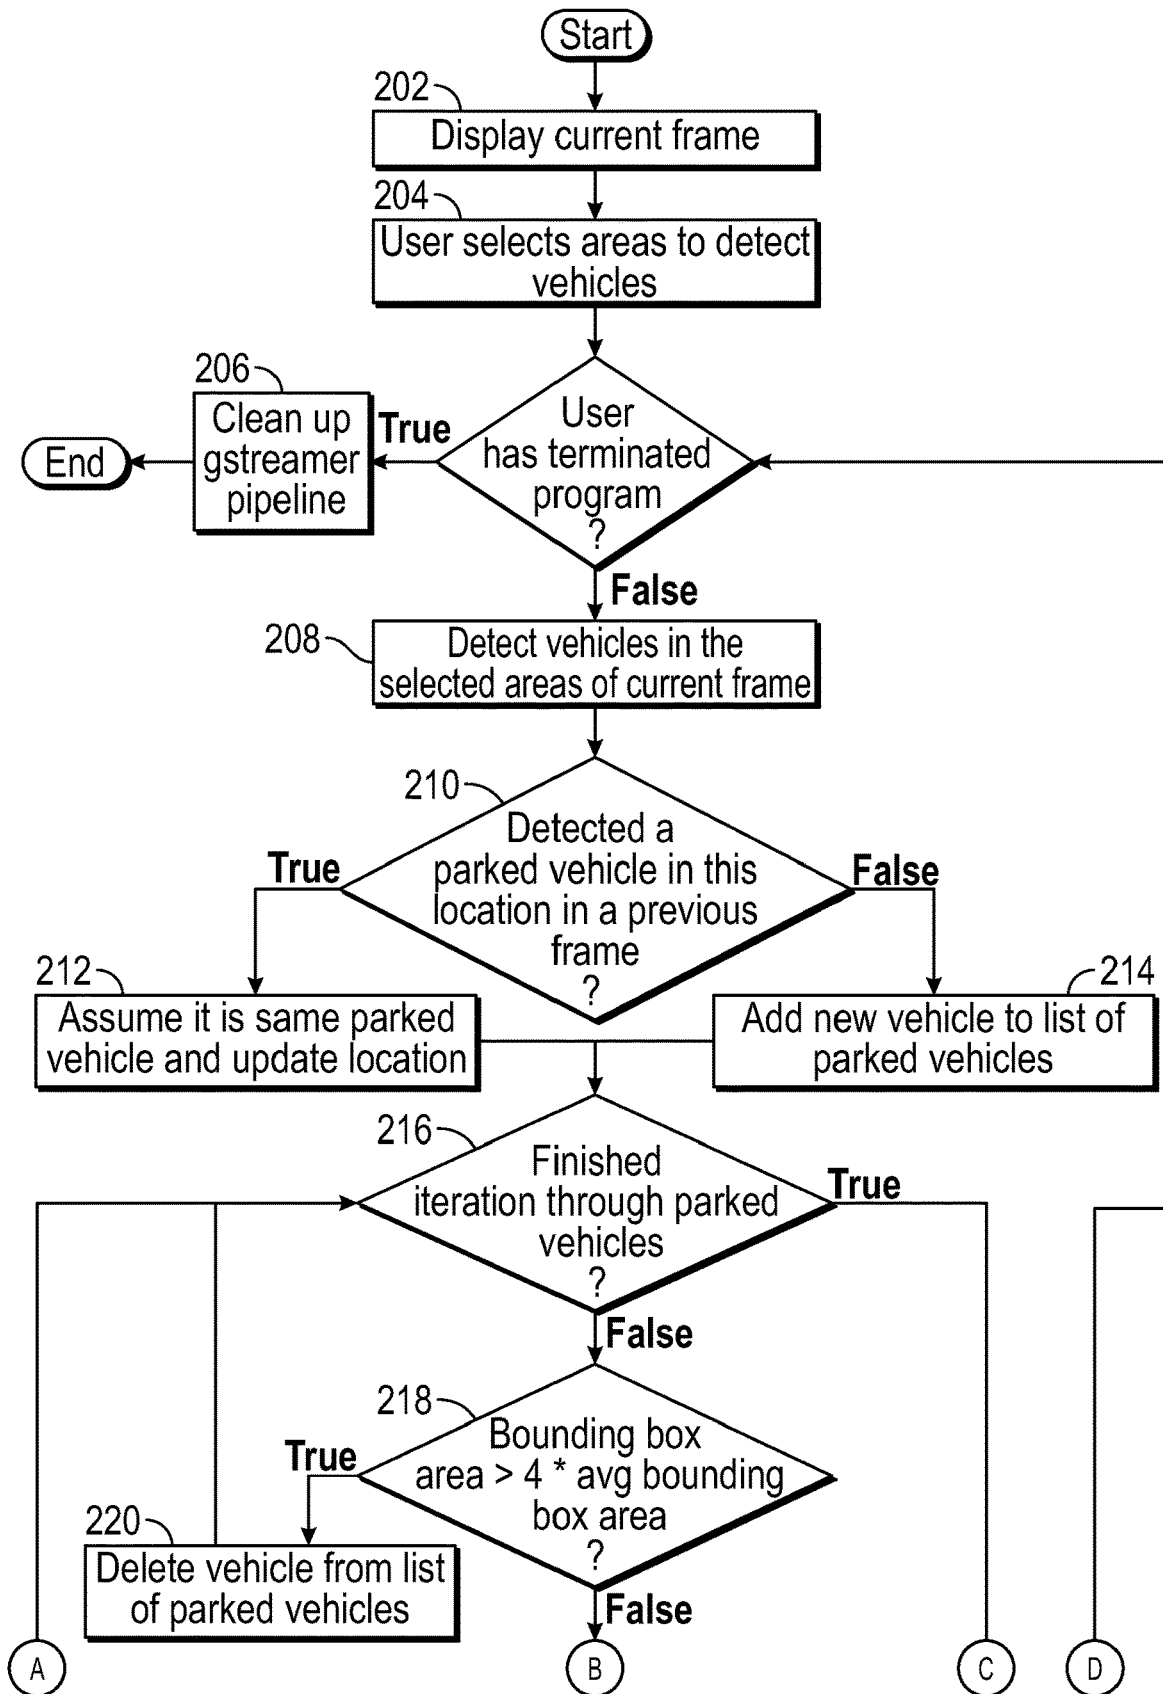 Start
202
Display current frame
204
User selects areas to detect
vehicles
206
Clean up
gstreamer
pipeline
True
End
User
has terminated
program
?
False
208
Detect vehicles in the
selected areas of current frame
210
Detected a
parked vehicle in this
location in a previous
frame
?
True
False
212
Assume it is same parked
vehicle and update location
214
Add new vehicle to list of
parked vehicles
216
Finished
iteration through parked
vehicles
?
True
False
218
Bounding box
area > 4 * avg bounding
box area
?
True
220
Delete vehicle from list
of parked vehicles
False
A
B
C
D